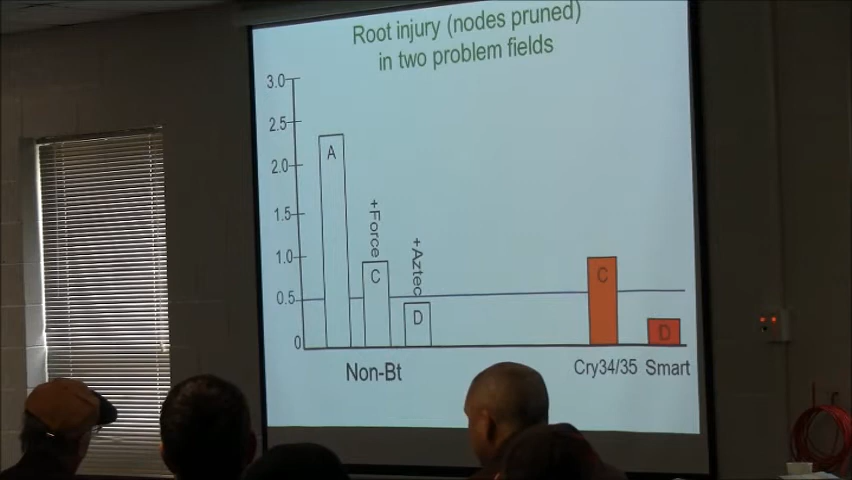 Root injury (nodes pruned)
in two problem fields
3.0
2.5
2.0
1.5
1.0
0.5
0
A
+Force
C
+Aztec
D
C
D
Non-Bt
Cry34/35
Smart